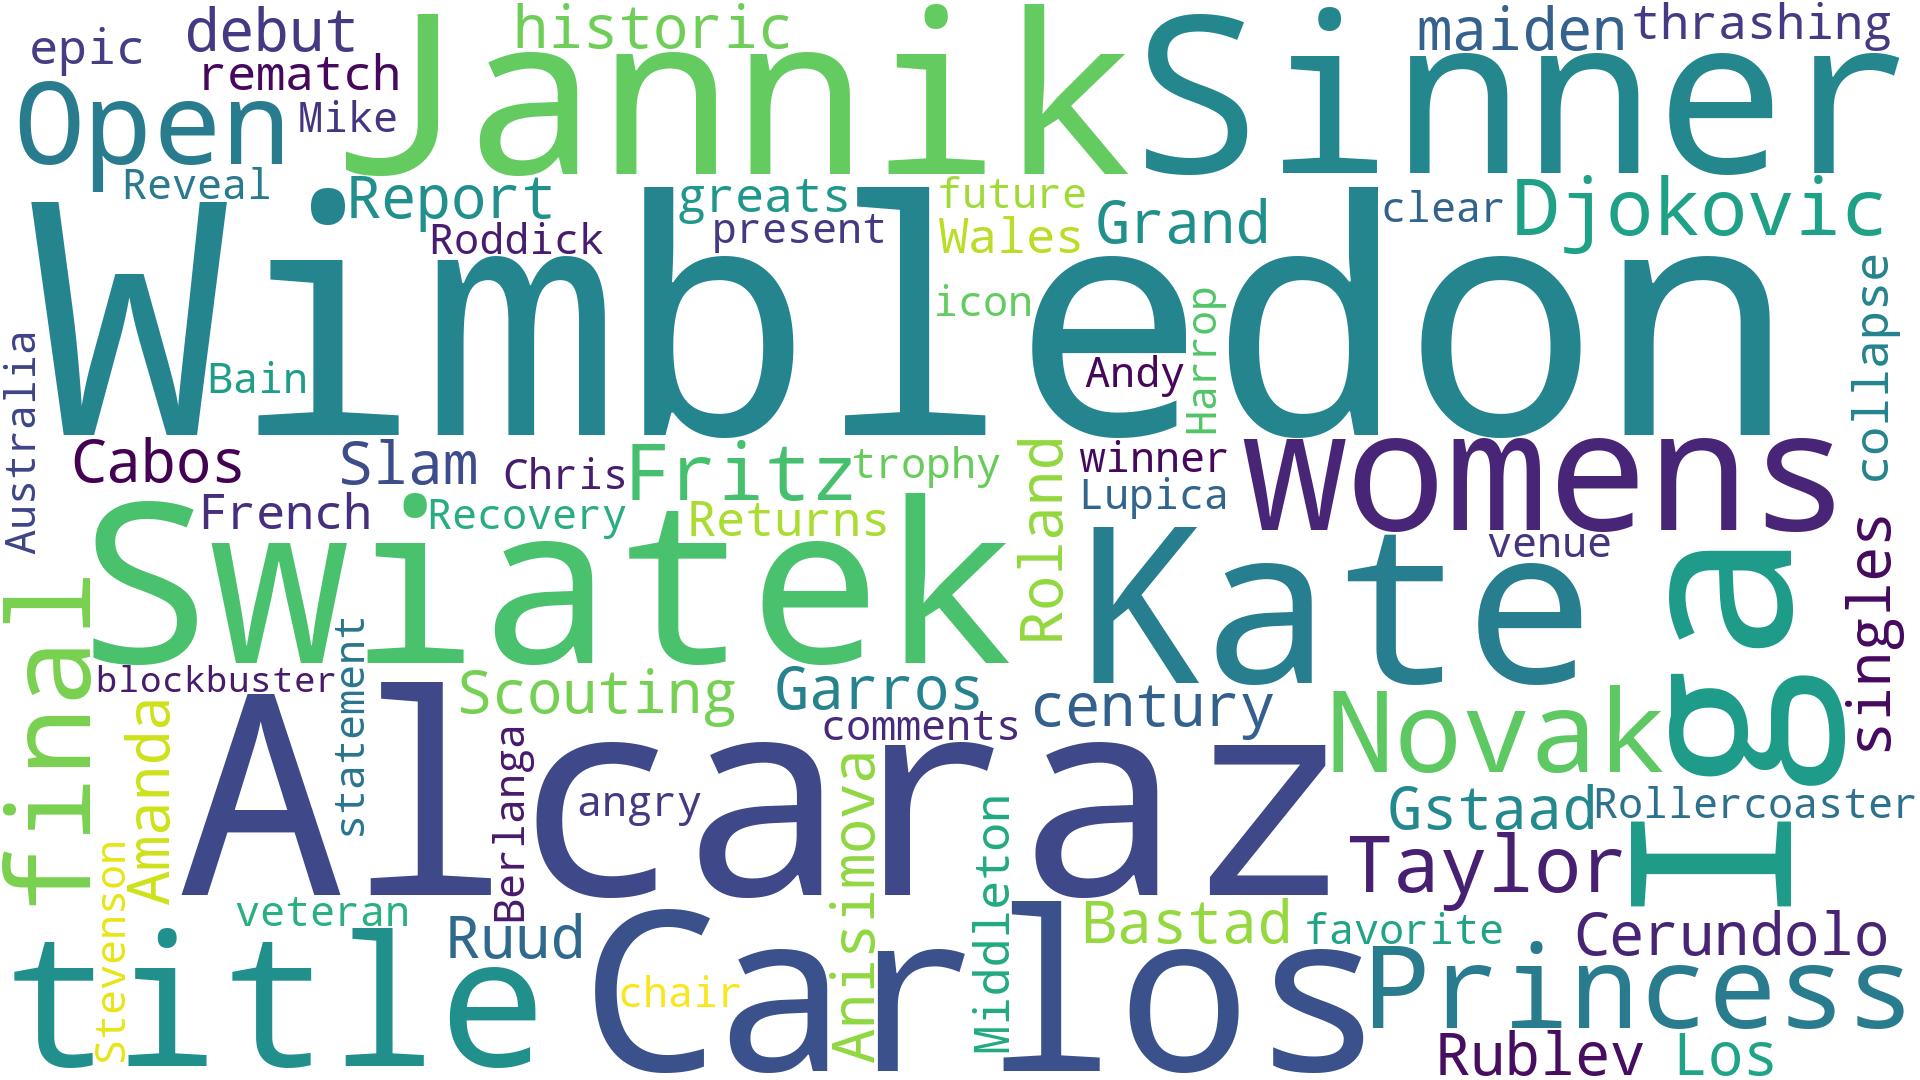 epic
debut
rematch
historic
Jannik
Sinner
maiden
thrashing
Open
Mike
Reveal
Report
Roddick
greats
present
future
Wales
Grand
clear
Djokovic
Wimbledon
icon
Bain
Andy
Harrop
Australia
collapse
Cabos
Slam
Chris
Fritz
trophy
Roland
winner
Lupica
womens
French
Recovery
Returns
Swiatek
Kate
venue
Iga
singles
final
blockbuster
statement
Scouting
Garros
comments
century
Novak
Amanda
Alcaraz
Berlanga
angry
Anisimova
Middleton
Gstaad
Rollercoaster
Taylor
Stevenson
veteran
Ruud
Bastad
favorite
Cerundolo
title
Carlos
chair
Princess
Rublev
Los